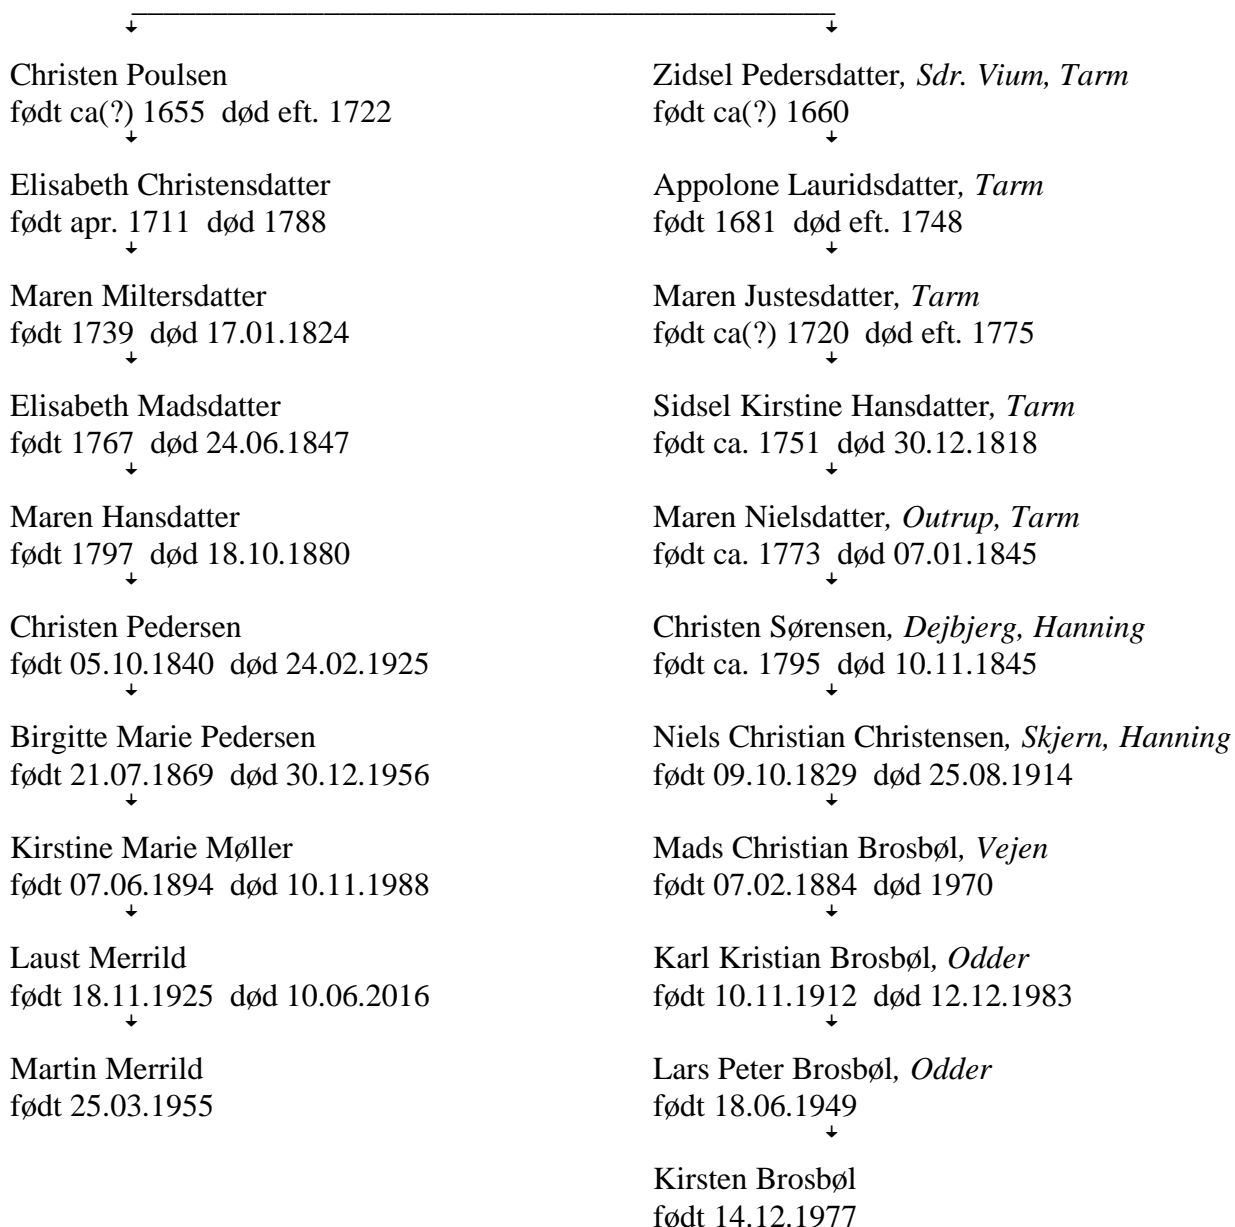 Christen Poulsen
født ca(?) 1655 død eft. 1722
Elisabeth Christensdatter
født apr. 1711 død 1788
Maren Miltersdatter
født 1739 død 17.01.1824
Elisabeth Madsdatter
født 1767 død 24.06.1847
Maren Hansdatter
født 1797 død 18.10.1880
Christen Pedersen
født 05.10.1840 død 24.02.1925
Birgitte Marie Pedersen
født 21.07.1869 død 30.12.1956
Kirstine Marie Møller
født 07.06.1894 død 10.11.1988
Laust Merrild
født 18.11.1925 død 10.06.2016
Martin Merrild
født 25.03.1955
Zidsel Pedersdatter, Sdr. Vium, Tarm
født ca(?) 1660
Appolone Lauridsdatter, Tarm
født 1681 død eft. 1748
Maren Justesdatter, Tarm
født ca(?) 1720 død eft. 1775
Sidsel Kirstine Hansdatter, Tarm
født ca. 1751 død 30.12.1818
Maren Nielsdatter, Outrup, Tarm
født ca. 1773 død 07.01.1845
Christen Sørensen, Dejbjerg, Hanning
født ca. 1795 død 10.11.1845
Niels Christian Christensen, Skjern, Hanning
født 09.10.1829 død 25.08.1914
Mads Christian Brosbøl, Vejen
født 07.02.1884 død 1970
Karl Kristian Brosbøl, Odder
født 10.11.1912 død 12.12.1983
Lars Peter Brosbøl, Odder
født 18.06.1949
Kirsten Brosbøl
født 14.12.1977